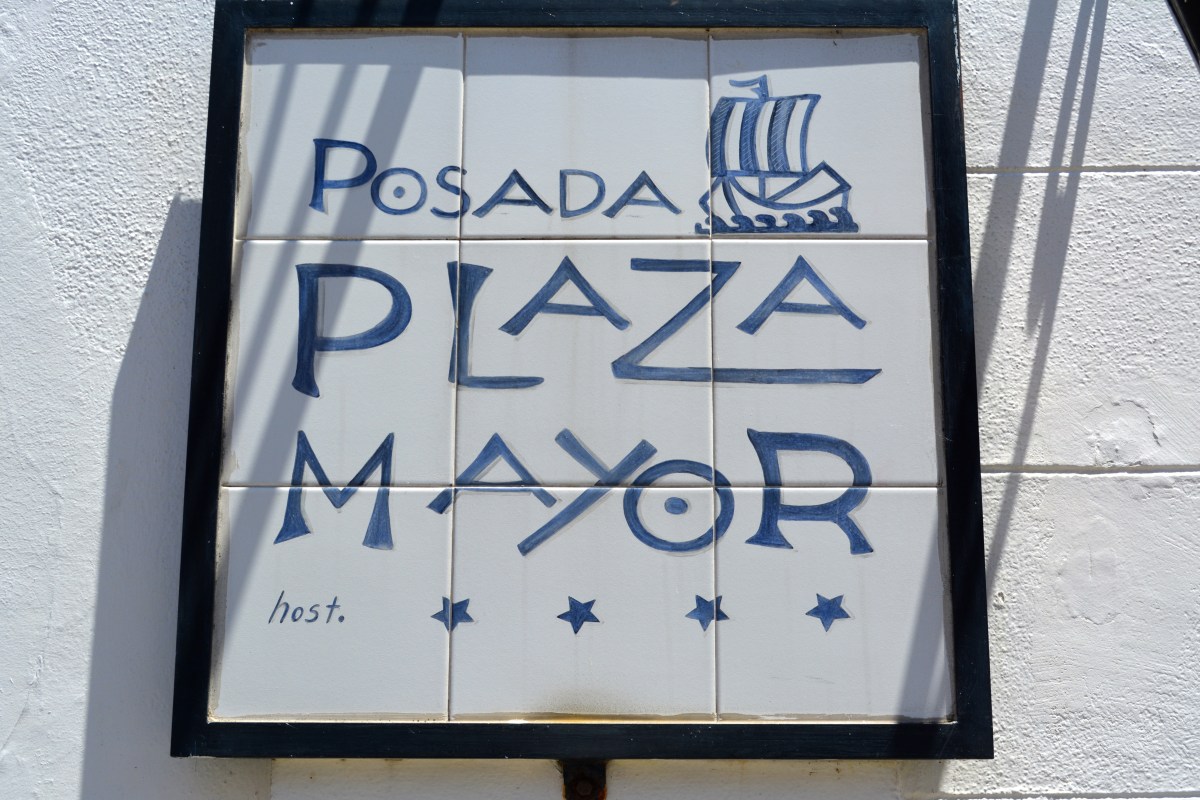 POSADA
PLAZA
MAYOR
host. ★ ★ ★ ★